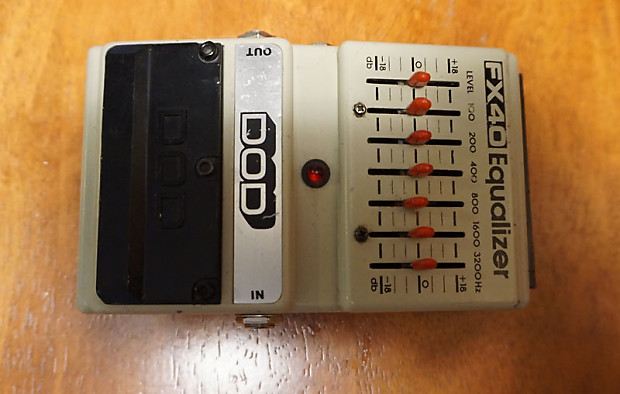 FX40 Equalizer
LEVEL 100 200 400 800 1600 3200Hz
+18 +18
0 0
db -18 -18 db
OUT DOD IN
DOD